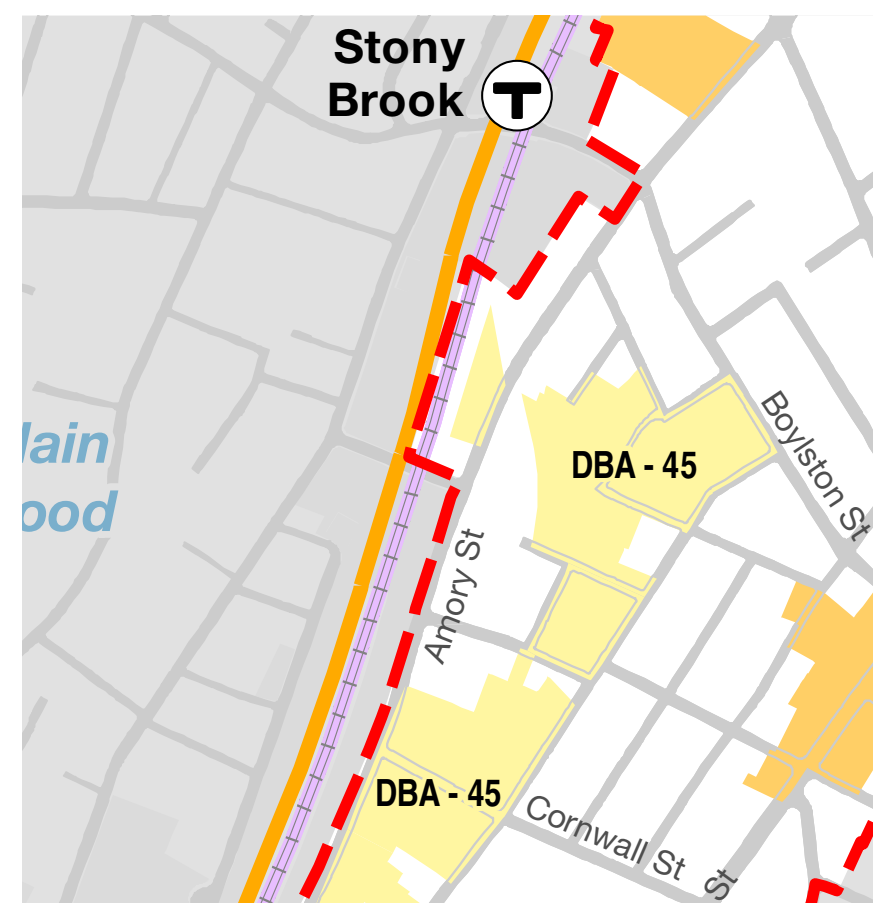 Stony
Brook
T
lain
ood
Boylston St
DBA - 45
Amory St
DBA - 45
Cornwall St
St